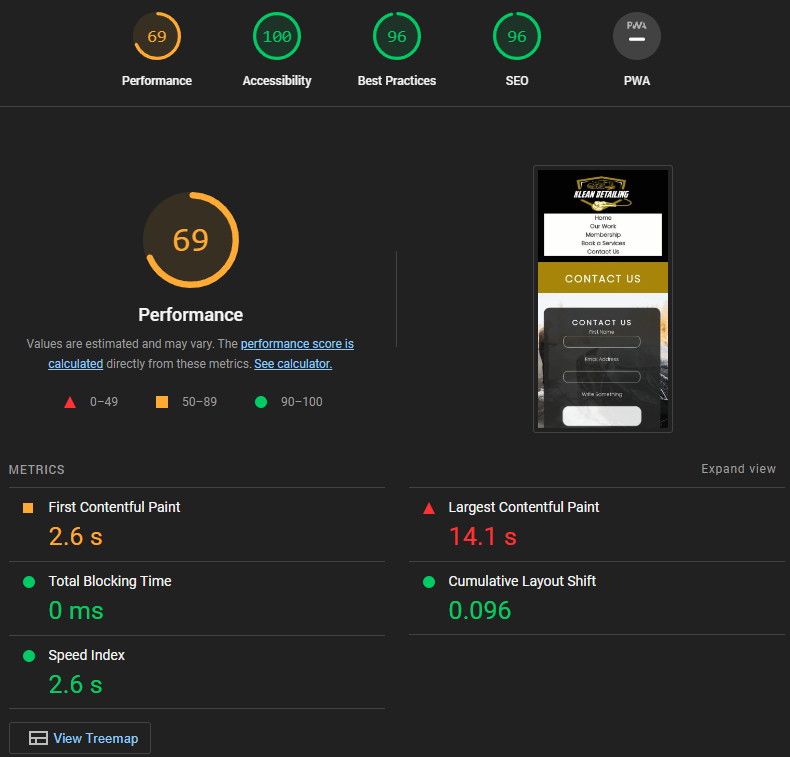 69 100 96 96 PWA
Performance Accessibility Best Practices SEO PWA
69
Performance
Values are estimated and may vary. The performance score is
calculated directly from these metrics. See calculator.
0–49 50–89 90–100
KLEAN DETAILING
Home
Our Work
Membership
Book a Services
Contact Us
CONTACT US
CONTACT US
First Name
Email Address
Write Something
METRICS
Expand view
First Contentful Paint
2.6 s
Largest Contentful Paint
14.1 s
Total Blocking Time
0 ms
Cumulative Layout Shift
0.096
Speed Index
2.6 s
View Treemap